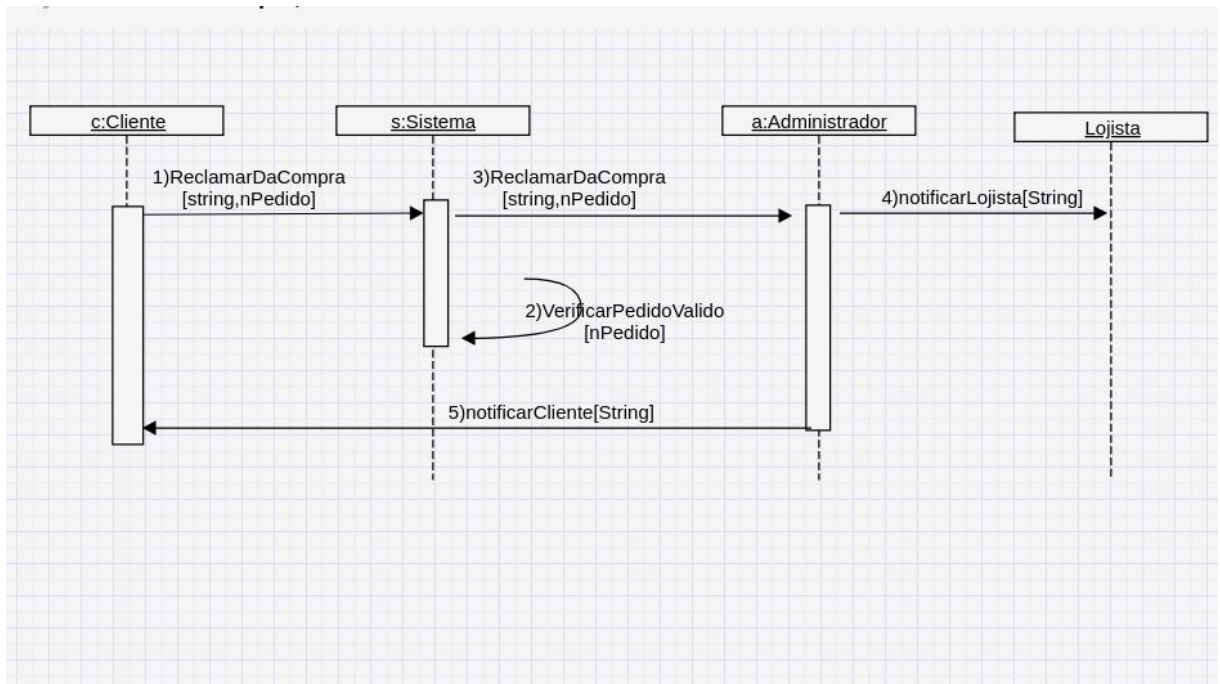 c:Cliente
s:Sistema
a:Administrador
Lojista
1)ReclamarDaCompra
[string,nPedido]
3)ReclamarDaCompra
[string,nPedido]
4)notificarLojista[String]
2)VerificarPedidoValido
[nPedido]
5)notificarCliente[String]